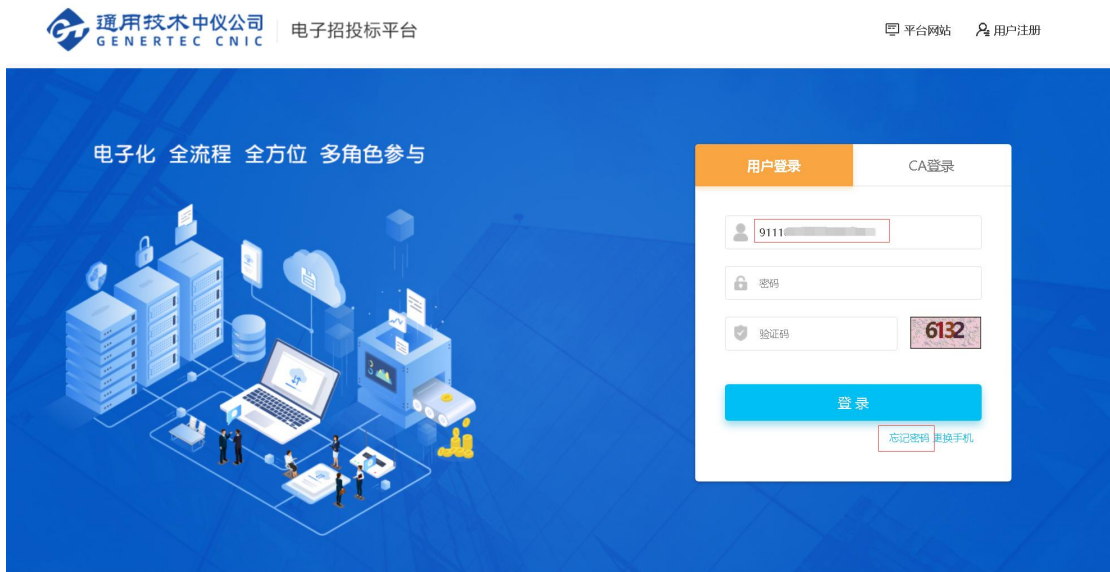 通用技术中仪公司
GENERTEC CNIC
电子招投标平台
平台网站
用户注册
电子化 全流程 全方位 多角色参与
用户登录
CA登录
9111
密码
验证码
6132
登录
忘记密码 更换手机